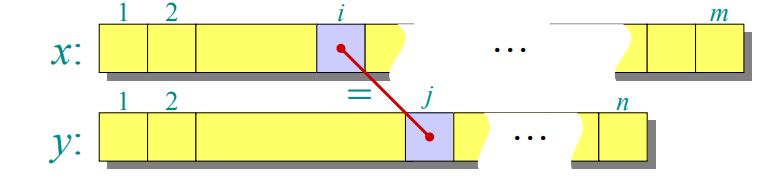 1 2 i m
x: ...
=
1 2 j n
y: ...